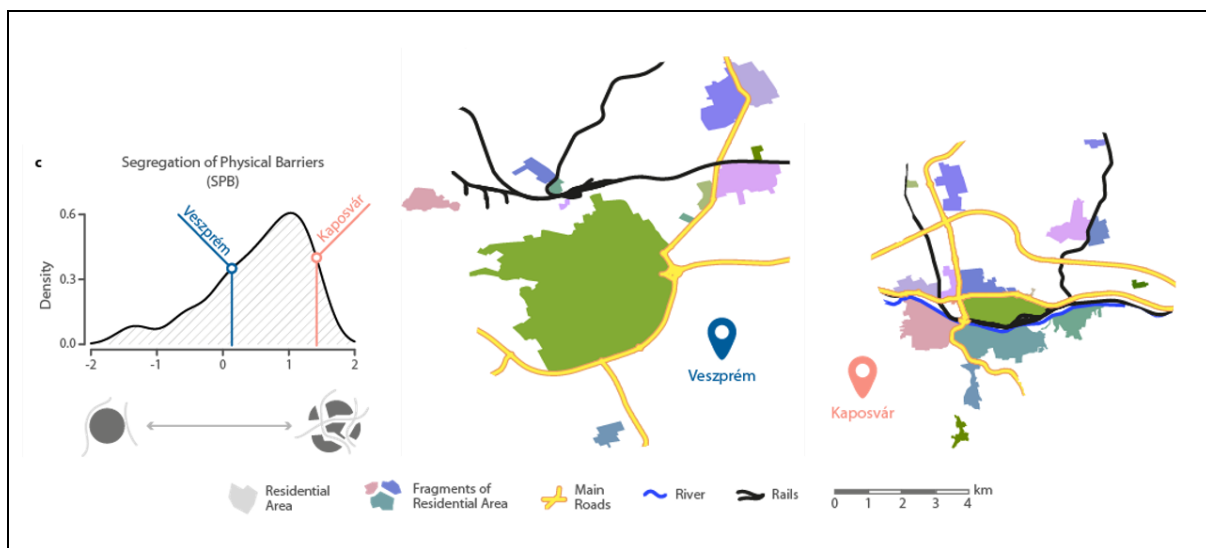 c
Segregation of Physical Barriers
(SPB)
Veszprém
Kaposvár
Density
0.6
0.3
0.0
-2
-1
0
1
2
Veszprém
Kaposvár
Residential
Area
Fragments of
Residential Area
Main
Roads
River
Rails
km
0
1
2
3
4